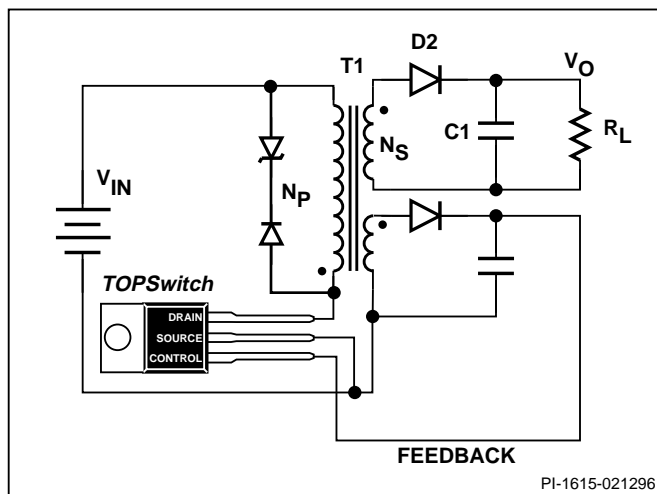 D2
T1
VO
C1
RL
NS
NP
VIN
TOPSwitch
DRAIN
SOURCE
CONTROL
FEEDBACK
PI-1615-021296